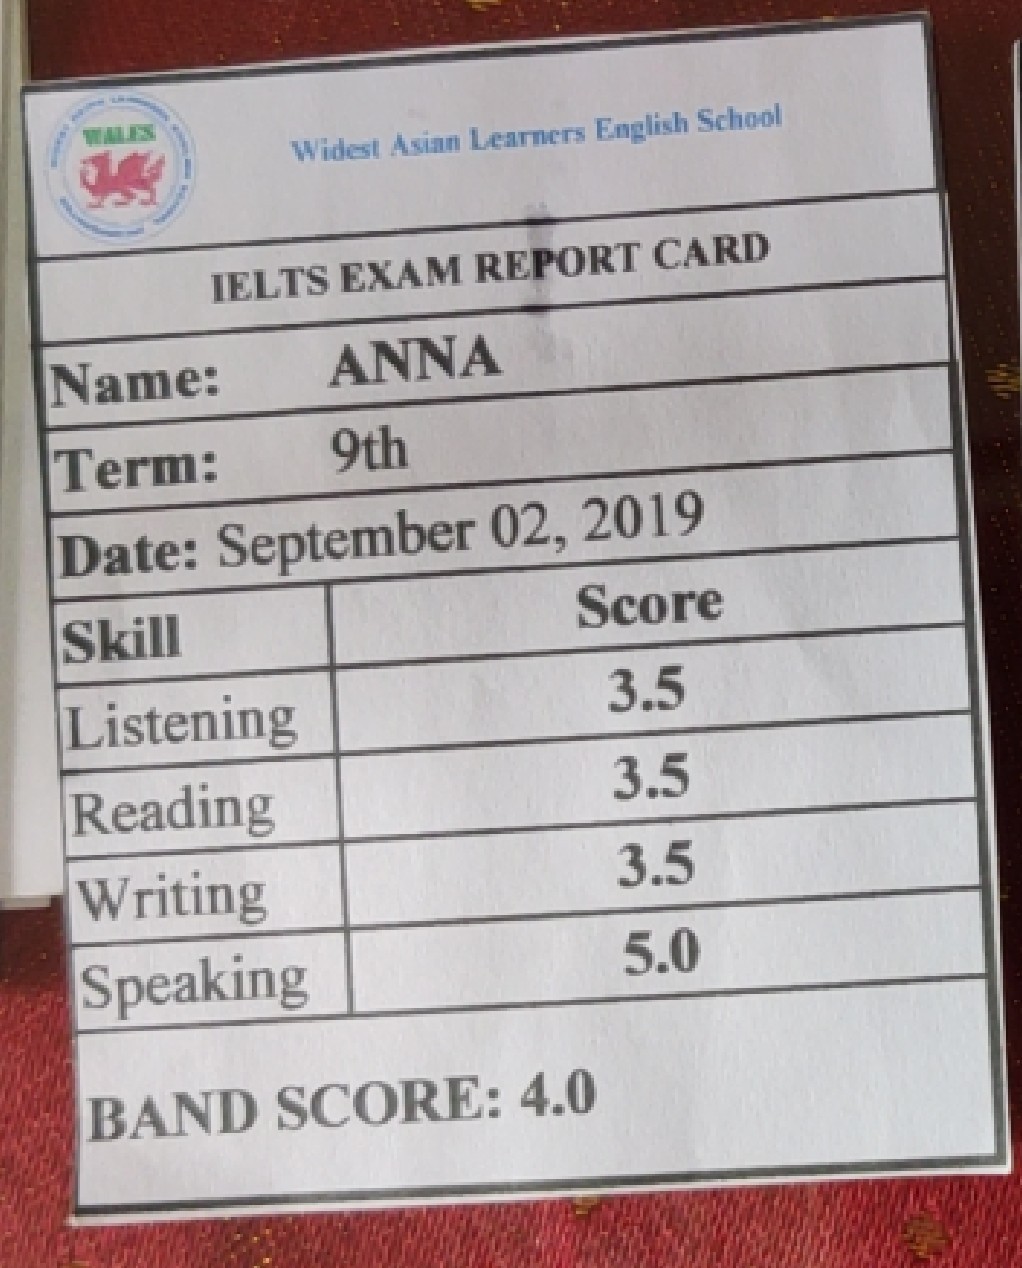 WALES
Widest Asian Learners English School
IELTS EXAM REPORT CARD
Name: ANNA
Term: 9th
Date: September 02, 2019
Skill Score
Listening 3.5
Reading 3.5
Writing 3.5
Speaking 5.0
BAND SCORE: 4.0